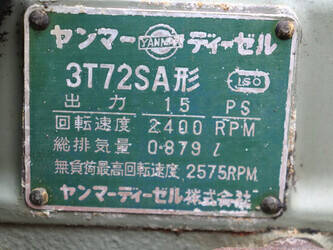 ヤンマー YANMAR ディーゼル
3T72SA形 ISO
出力 15 PS
回転速度 2400 RPM
総排気量 0.879 ℓ
無負荷最高回転速度 2575RPM
ヤンマーディーゼル株式会社